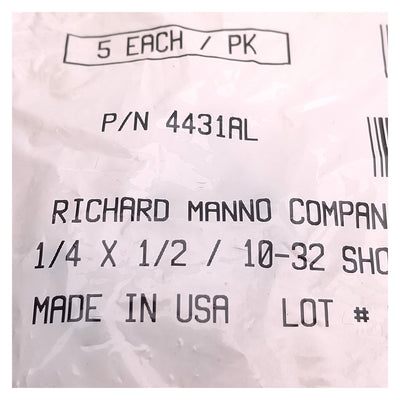 5 EACH / PK
P/N 4431AL
RICHARD MANNO COMPAN
1/4 X 1/2 / 10-32 SHO
MADE IN USA LOT #